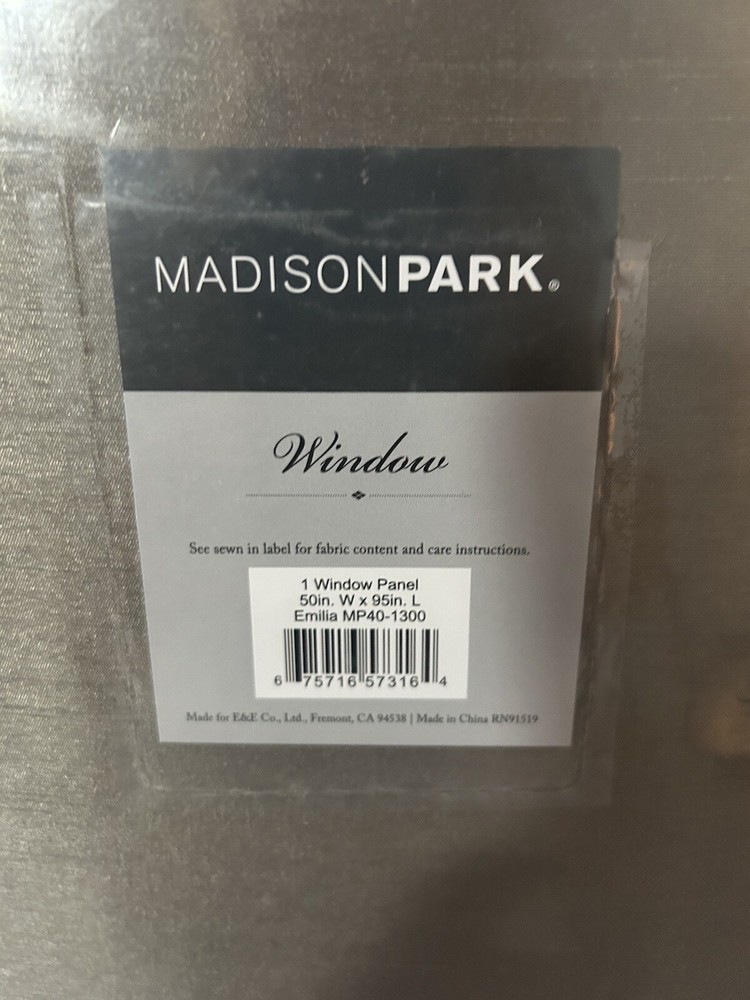 MADISONPARK®
Window
See sewn in label for fabric content and care instructions.
1 Window Panel
50in. W x 95in. L
Emilia MP40-1300
6 75716 57316 4
Made for E&E Co., Ltd., Fremont, CA 94538 | Made in China RN91519